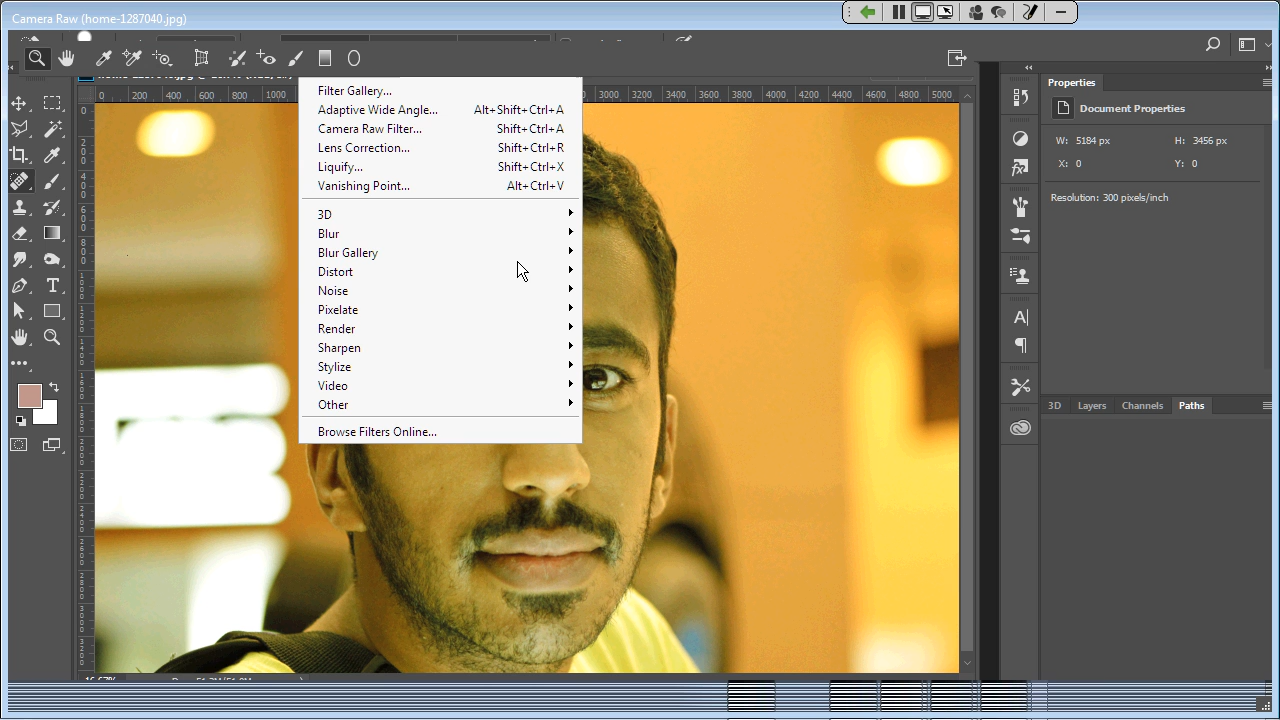 Camera Raw (home-1287040.jpg)
0 200 400 600 800 1000 3000 3200 3400 3600 3800 4000 4200 4400 4600 4800 5000
Filter Gallery...
Adaptive Wide Angle... Alt+Shift+Ctrl+A
Camera Raw Filter... Shift+Ctrl+A
Lens Correction... Shift+Ctrl+R
Liquify... Shift+Ctrl+X
Vanishing Point... Alt+Ctrl+V
3D
Blur
Blur Gallery
Distort
Noise
Pixelate
Render
Sharpen
Stylize
Video
Other
Browse Filters Online...
Properties
Document Properties
W: 5184 px H: 3456 px
X: 0 Y: 0
Resolution: 300 pixels/inch
3D Layers Channels Paths